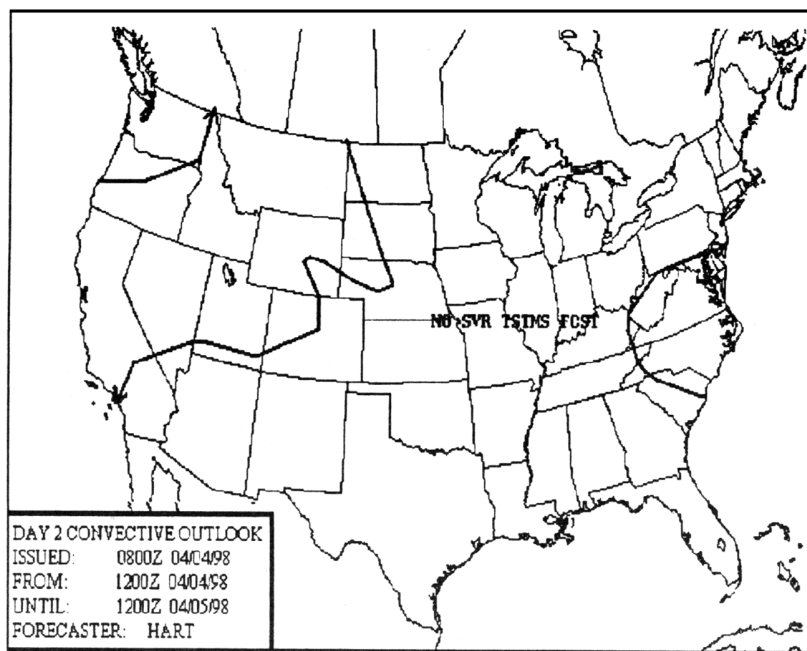 NO SVR TSTMS FCST
DAY 2 CONVECTIVE OUTLOOK
ISSUED: 0800Z 04/04/98
FROM: 1200Z 04/04/98
UNTIL: 1200Z 04/05/98
FORECASTER: HART